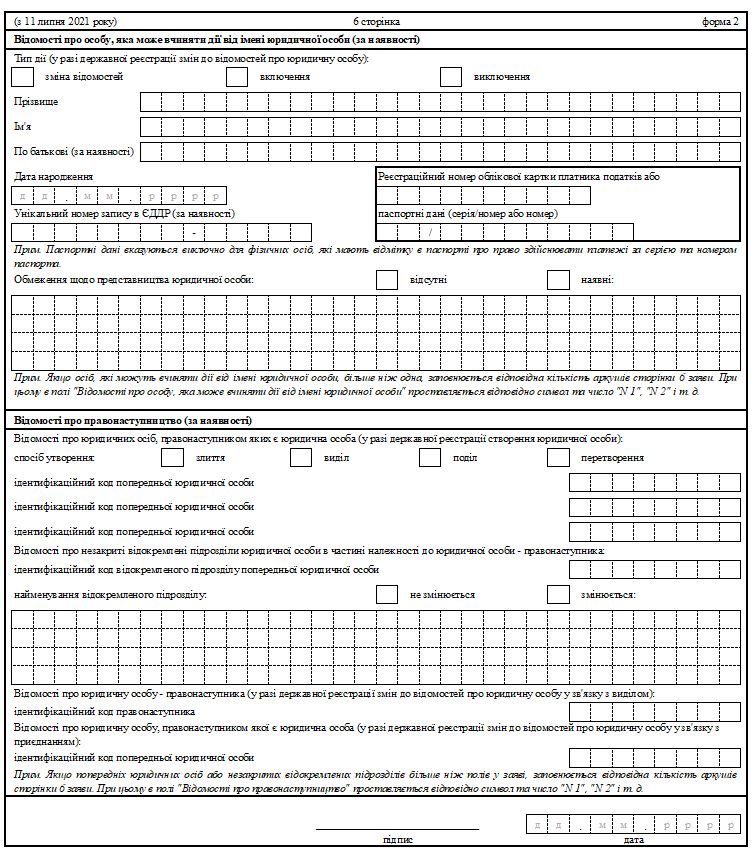 (з 11 липня 2021 року) 6 сторінка форма 2
Відомості про особу, яка може вчиняти дії від імені юридичної особи (за наявності)
Тип дії (у разі державної реєстрації змін до відомостей про юридичну особу):
зміна відомостей включення виключення
Прізвище
Ім'я
По батькові (за наявності)
Дата народження Реєстраційний номер облікової картки платника податків або
д д . м м . р р р р
Унікальний номер запису в ЄДДР (за наявності) паспортні дані (серія/номер або номер)
- /
Прим. Паспортні дані вказуються виключно для фізичних осіб, які мають відмітку в паспорті про право здійснювати платежі за серією та номером
паспорта.
Обмеження щодо представництва юридичної особи: відсутні наявні:
Прим. Якщо осіб, які можуть вчиняти дії від імені юридичної особи, більше ніж одна, заповнюється відповідна кількість аркушів сторінки 6 заяви. При
цьому в полі "Відомості про особу, яка може вчиняти дії від імені юридичної особи" проставляється відповідно символ та число "N 1", "N 2" і т. д.
Відомості про правонаступництво (за наявності)
Відомості про юридичних осіб, правонаступником яких є юридична особа (у разі державної реєстрації створення юридичної особи):
спосіб утворення: злиття виділ поділ перетворення
ідентифікаційний код попередньої юридичної особи
ідентифікаційний код попередньої юридичної особи
ідентифікаційний код попередньої юридичної особи
Відомості про незакриті відокремлені підрозділи юридичної особи в частині належності до юридичної особи - правонаступника:
ідентифікаційний код відокремленого підрозділу попередньої юридичної особи
найменування відокремленого підрозділу: не змінюється змінюється:
Відомості про юридичну особу - правонаступника (у разі державної реєстрації змін до відомостей про юридичну особу у зв'язку з виділом):
ідентифікаційний код правонаступника
Відомості про юридичну особу, правонаступником якої є юридична особа (у разі державної реєстрації змін до відомостей про юридичну особу у зв'язку з
приєднанням):
ідентифікаційний код попередньої юридичної особи
Прим. Якщо попередніх юридичних осіб або незакритих відокремлених підрозділів більше ніж полів у заяві, заповнюється відповідна кількість аркушів
сторінки 6 заяви. При цьому в полі "Відомості про правонаступництво" проставляється відповідно символ та число "N 1", "N 2" і т. д.
д д . м м . р р р р
підпис дата